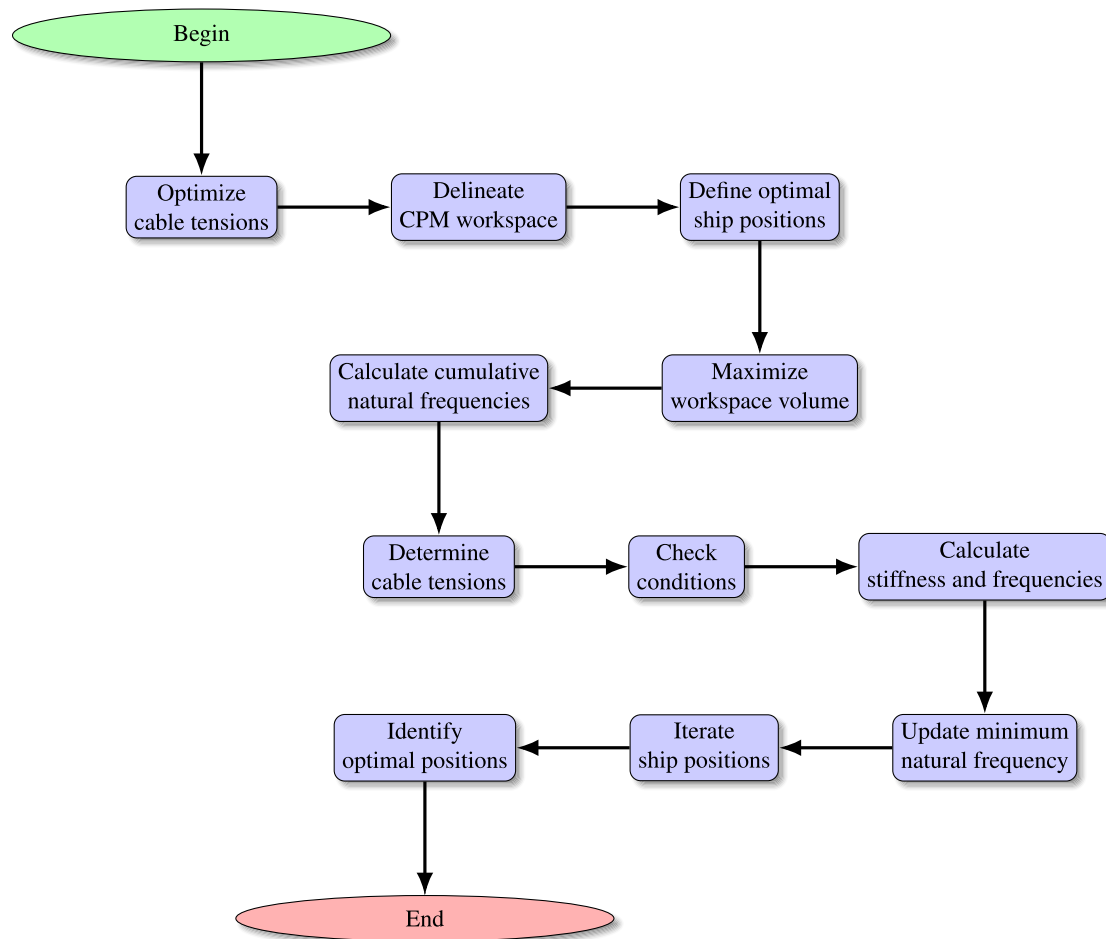 Begin
Optimize
cable tensions
Delineate
CPM workspace
Define optimal
ship positions
Maximize
workspace volume
Calculate cumulative
natural frequencies
Determine
cable tensions
Check
conditions
Calculate
stiffness and frequencies
Update minimum
natural frequency
Iterate
ship positions
Identify
optimal positions
End